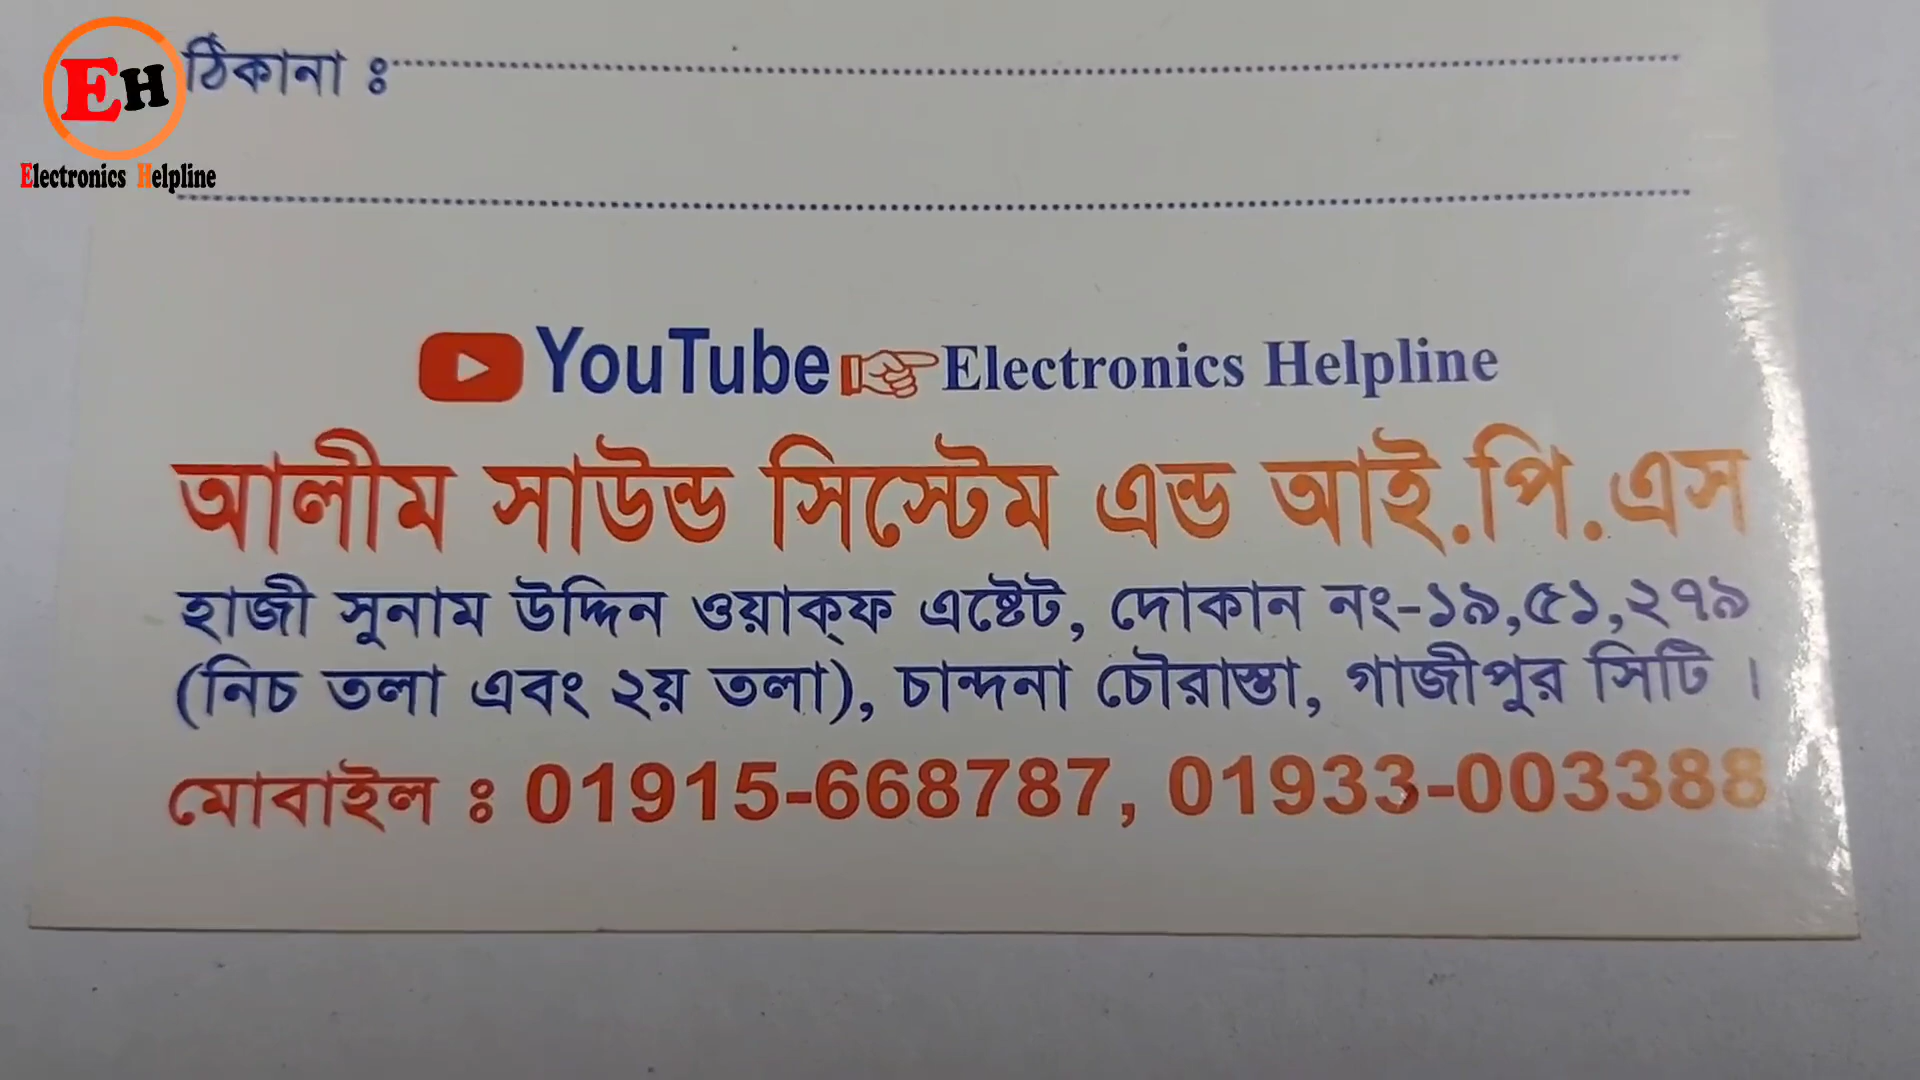 EH
Electronics Helpline
ঠিকানা ঃ
YouTube Electronics Helpline
আলীম সাউন্ড সিস্টেম এন্ড আই.পি.এস
হাজী সুনাম উদ্দিন ওয়াক্‌ফ এষ্টেট, দোকান নং-১৯,৫১,২৭৯
(নিচ তলা এবং ২য় তলা), চান্দনা চৌরাস্তা, গাজীপুর সিটি ।
মোবাইল ঃ 01915-668787, 01933-003388